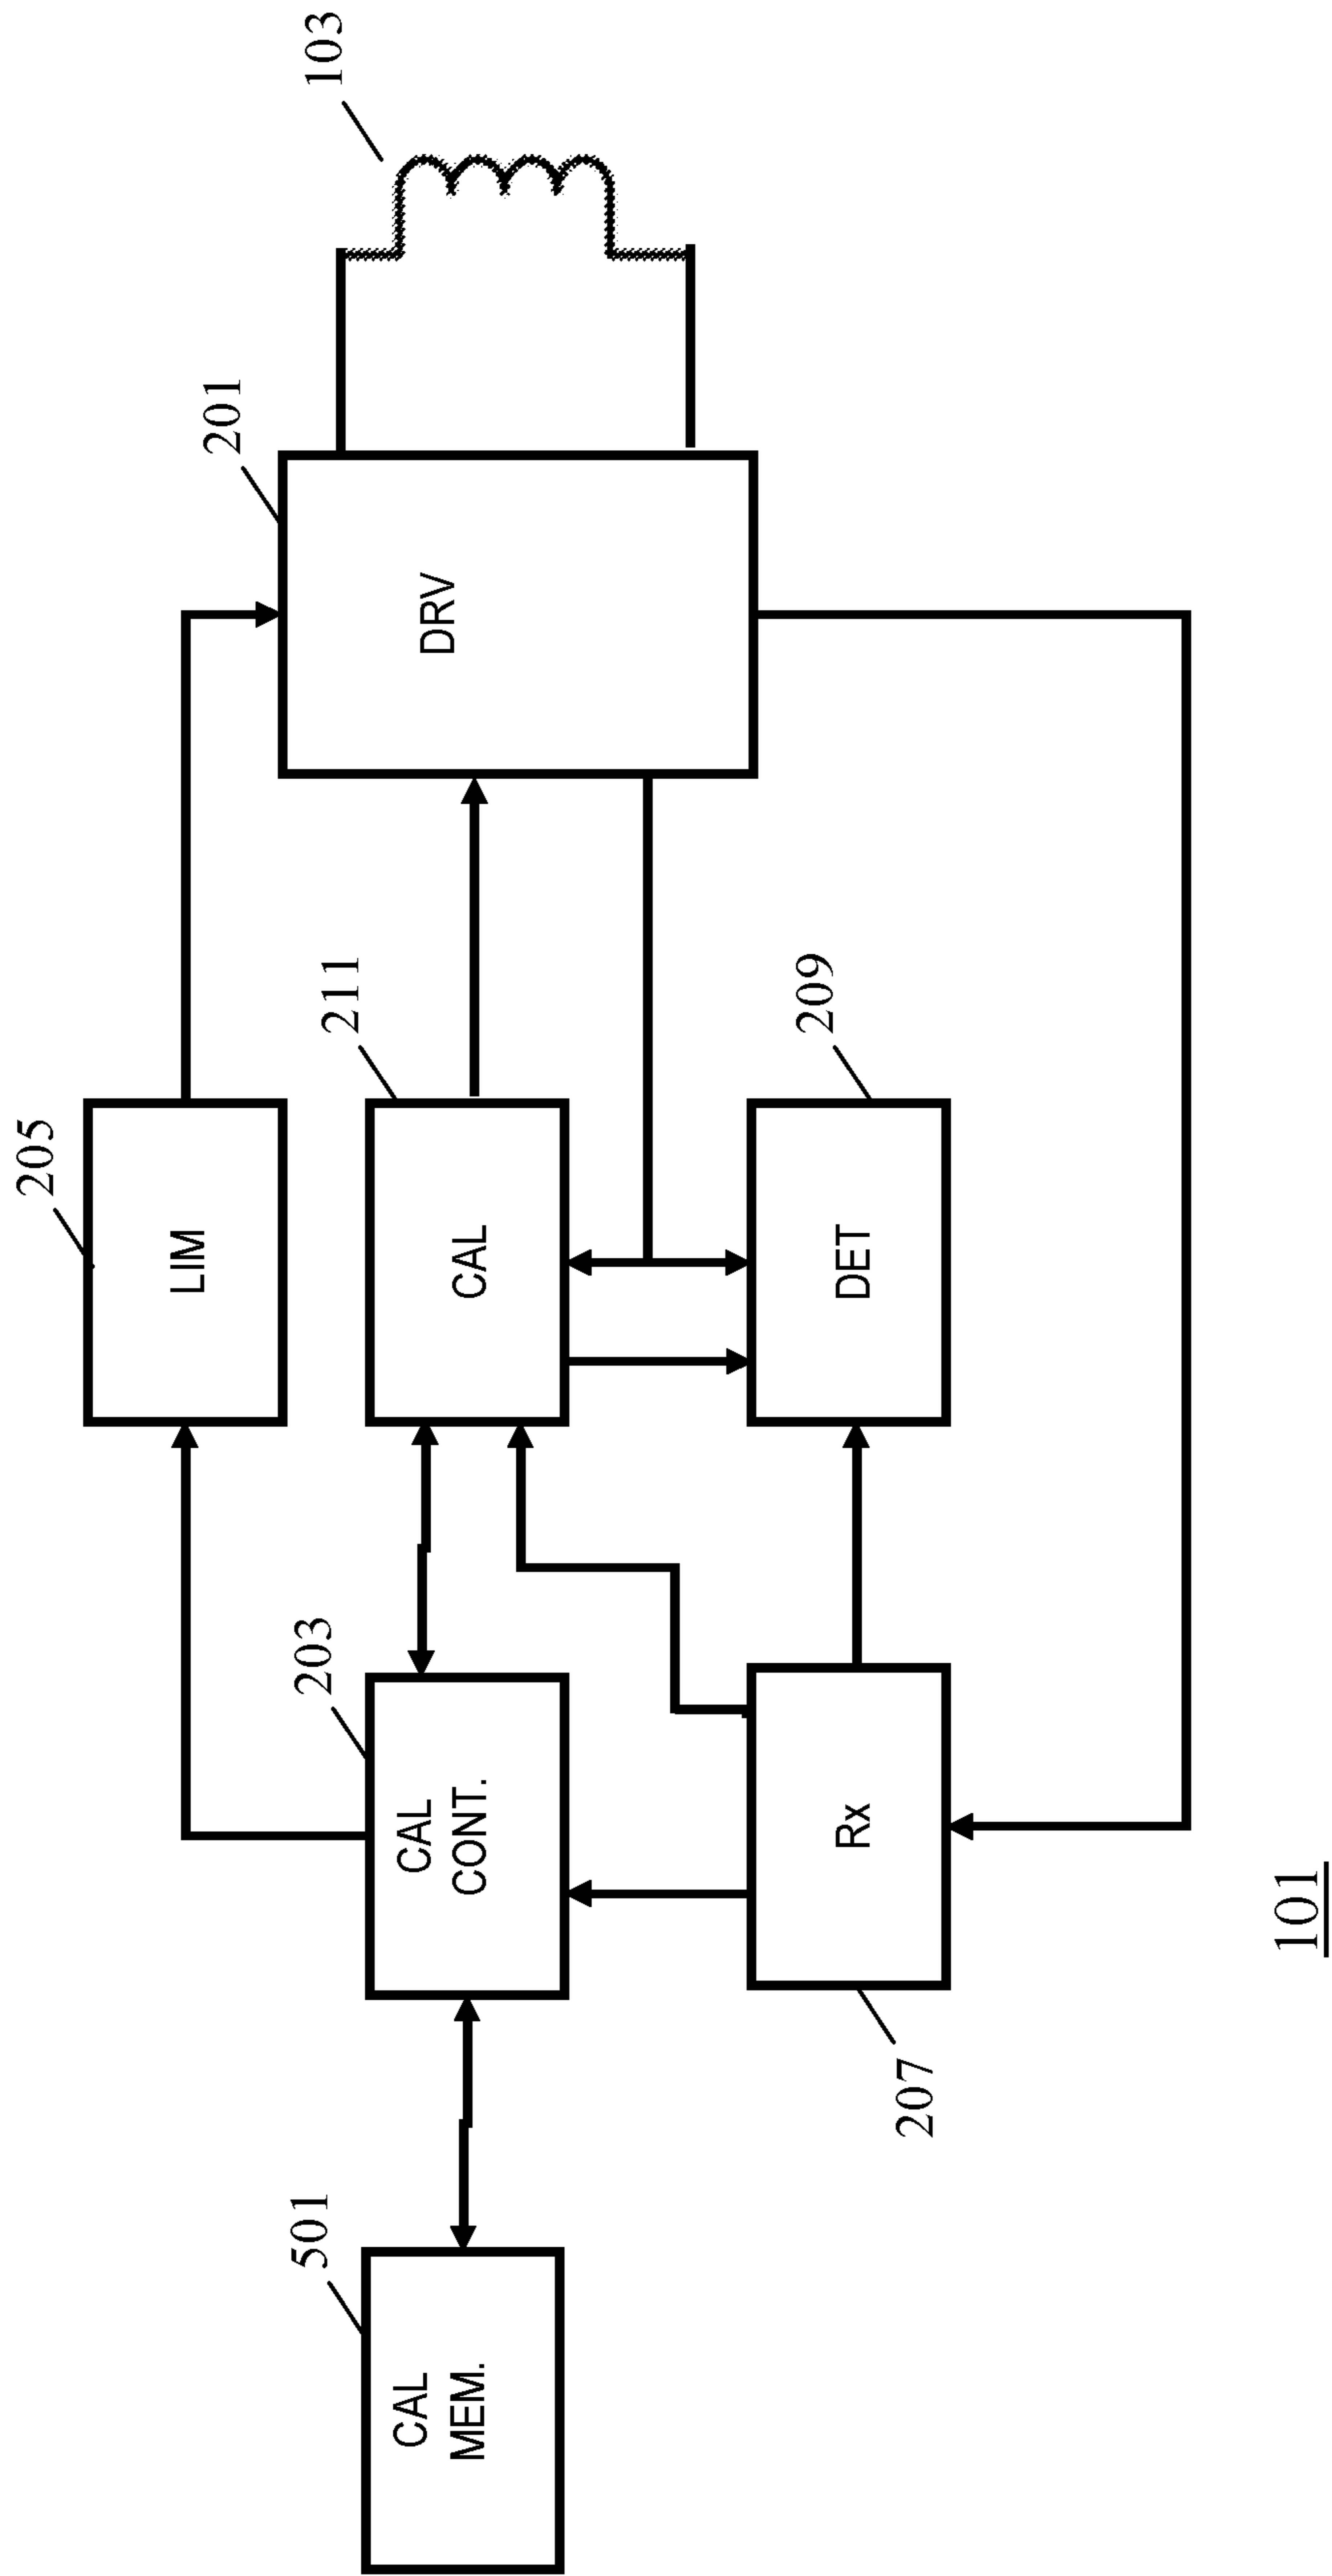 205
LIM
201
103
501
203
211
CAL
MEM.
CAL
CONT.
CAL
DRV
Rx
DET
209
207
101